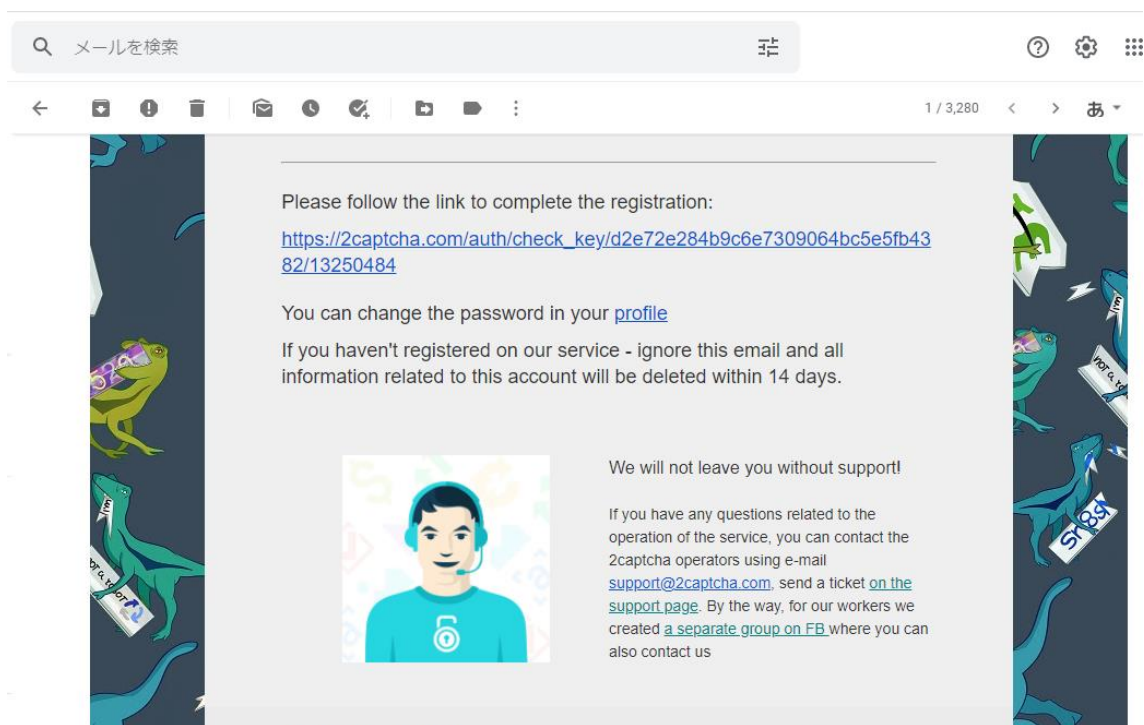 メールを検索
1 / 3,280
あ
Please follow the link to complete the registration:
https://2captcha.com/auth/check_key/d2e72e284b9c6e7309064bc5e5fb43
82/13250484
You can change the password in your profile
If you haven't registered on our service - ignore this email and all
information related to this account will be deleted within 14 days.
We will not leave you without support!
If you have any questions related to the
operation of the service, you can contact the
2captcha operators using e-mail
support@2captcha.com, send a ticket on the
support page. By the way, for our workers we
created a separate group on FB where you can
also contact us